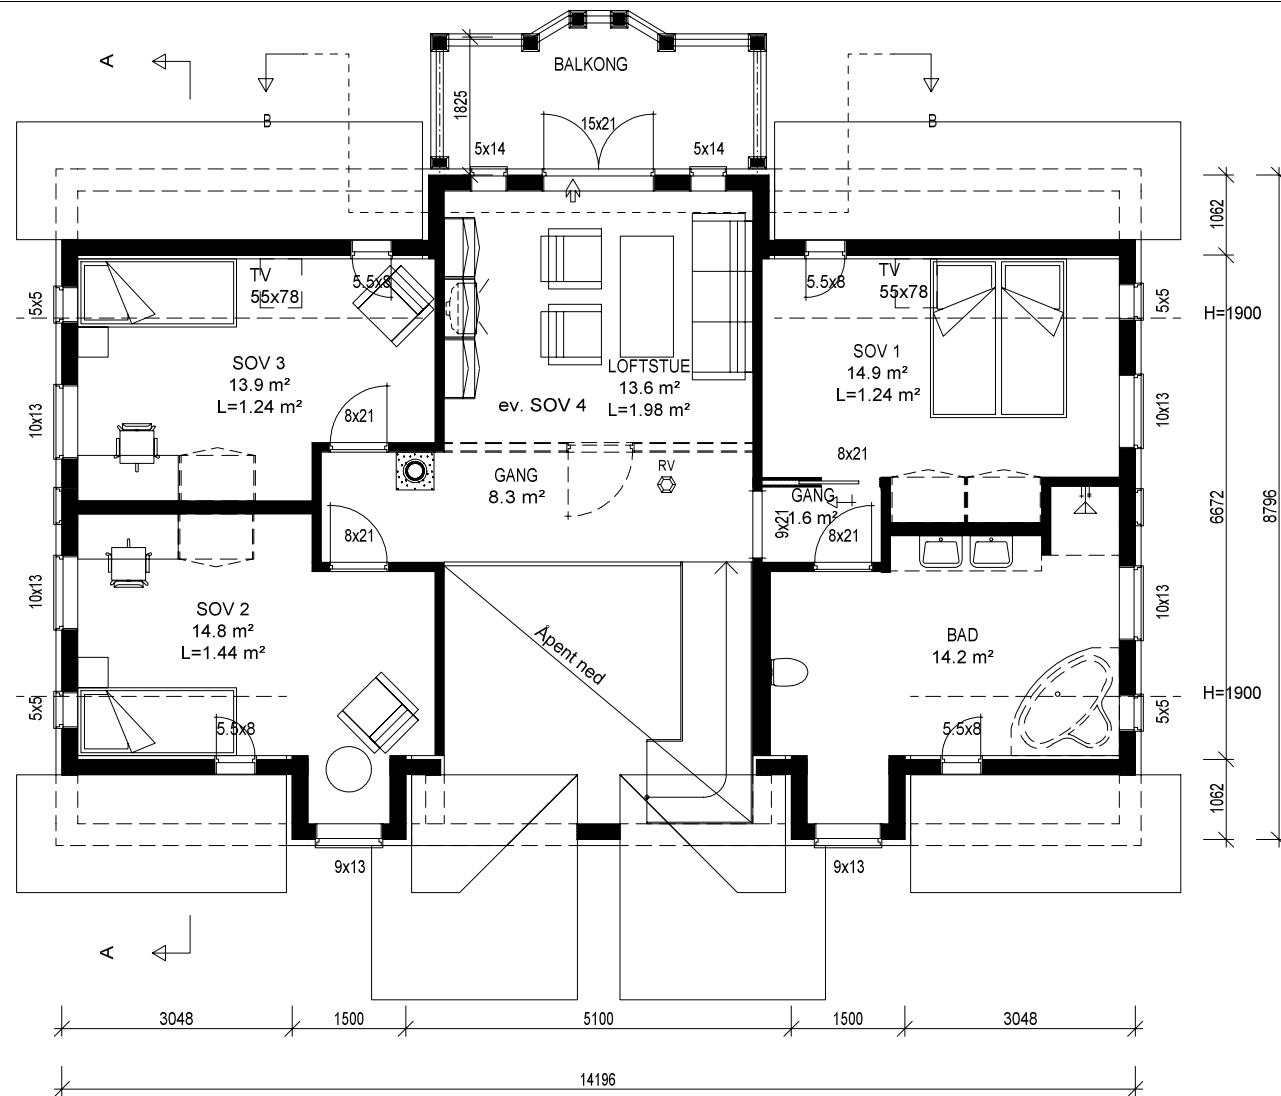 A
B
B
BALKONG
1825
15x21
5x14
5x14
1062
TV
55x78
5.5x8
5x5
TV
55x78
5.5x8
5x5
H=1900
SOV 3
13.9 m²
L=1.24 m²
LOFTSTUE
13.6 m²
L=1.98 m²
ev. SOV 4
SOV 1
14.9 m²
L=1.24 m²
10x13
10x13
8x21
8x21
GANG
8.3 m²
RV
GANG
1.6 m²
9x21
8x21
8x21
6672
8796
10x13
10x13
SOV 2
14.8 m²
L=1.44 m²
Åpent ned
BAD
14.2 m²
5x5
5.5x8
5.5x8
5x5
H=1900
1062
9x13
9x13
A
3048
1500
5100
1500
3048
14196